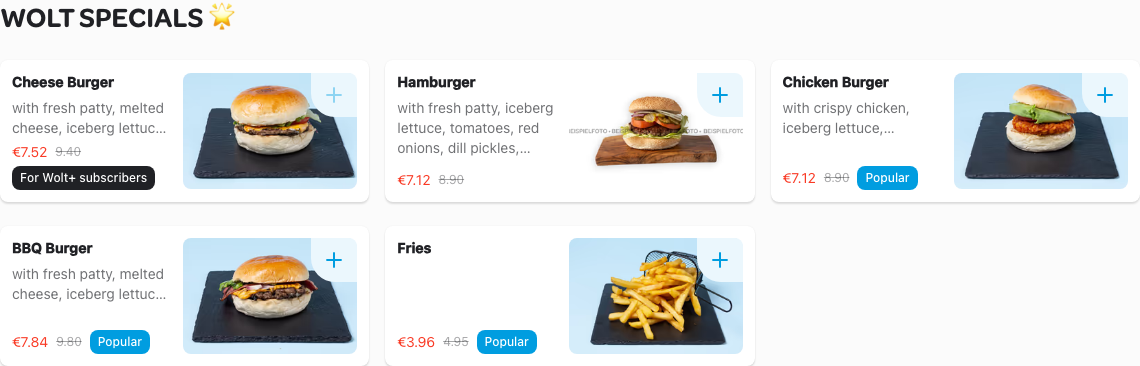 WOLT SPECIALS 🌟
Cheese Burger
with fresh patty, melted
cheese, iceberg lettuc...
€7.52 9.40
For Wolt+ subscribers
Hamburger
with fresh patty, iceberg
lettuce, tomatoes, red
onions, dill pickles,...
€7.12 8.90
BEISPIELFOTO • BEISPIELFOTO
Chicken Burger
with crispy chicken,
iceberg lettuce,...
€7.12 8.90 Popular
BBQ Burger
with fresh patty, melted
cheese, iceberg lettuc...
€7.84 9.80 Popular
Fries
€3.96 4.95 Popular